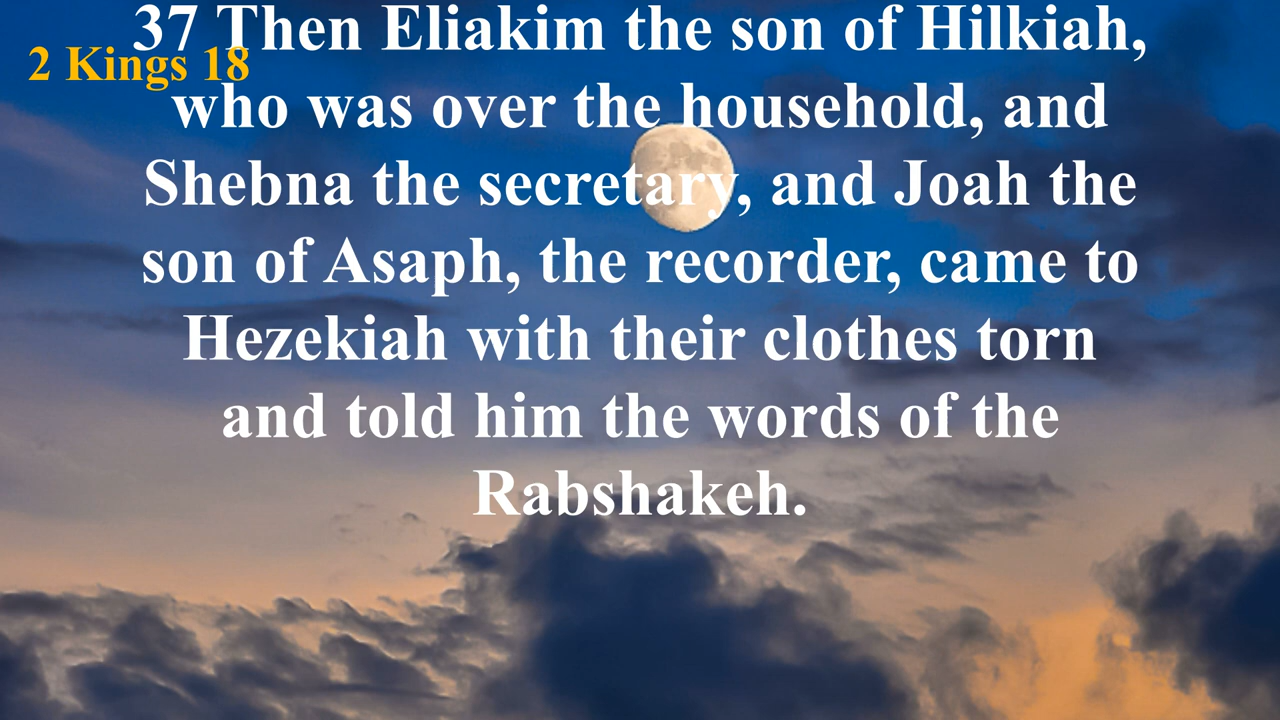 37 Then Eliakim the son of Hilkiah,
2 Kings 18
who was over the household, and
Shebna the secretary, and Joah the
son of Asaph, the recorder, came to
Hezekiah with their clothes torn
and told him the words of the
Rabshakeh.